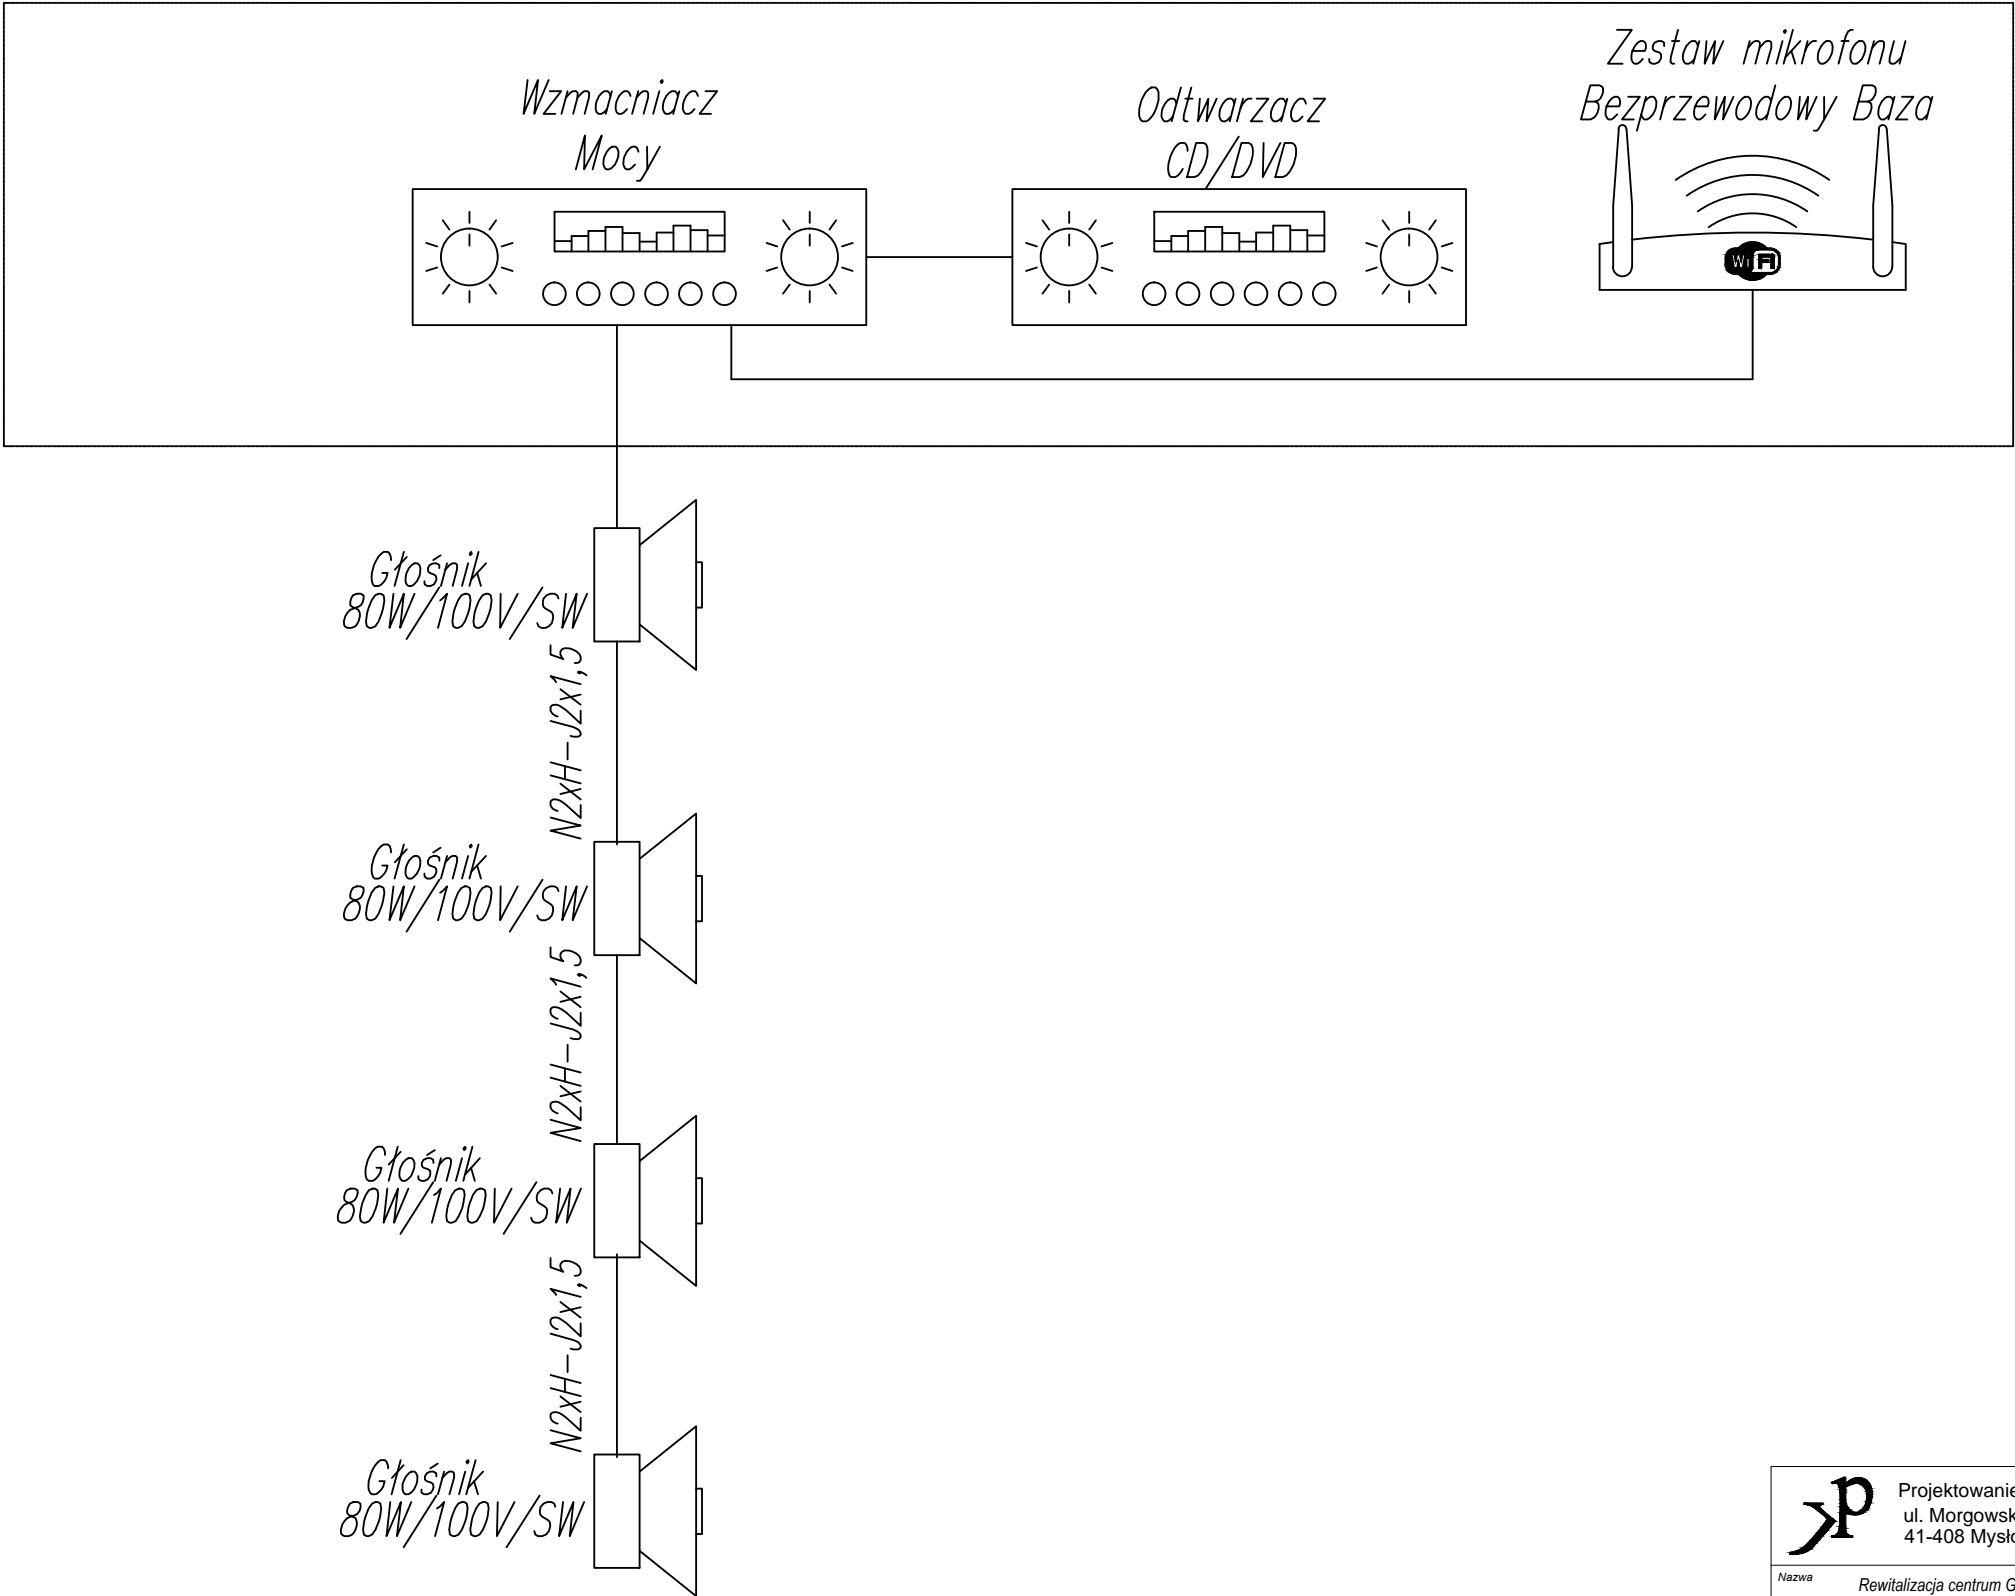 Wzmacniacz
Mocy
Odtwarzacz
CD/DVD
Zestaw mikrofonu
Bezprzewodowy Baza
Wi Fi
Głośnik
80W/100V/SW
N2xH-J2x1,5
Głośnik
80W/100V/SW
N2xH-J2x1,5
Głośnik
80W/100V/SW
N2xH-J2x1,5
Głośnik
80W/100V/SW
Projektowanie
ul. Morgowsk
41-408 Mysło
Nazwa
Rewitalizacja centrum G